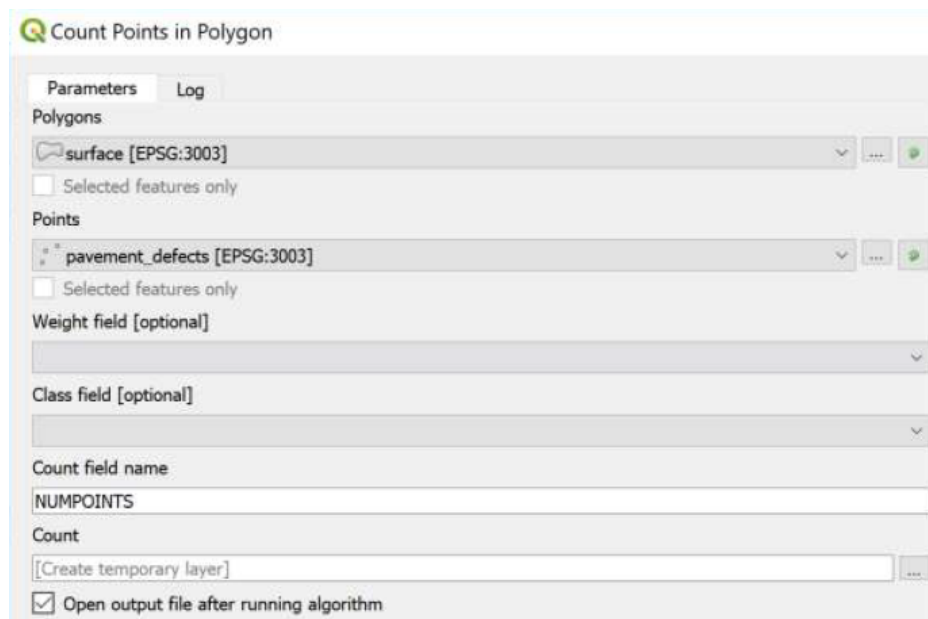 Count Points in Polygon
Parameters Log
Polygons
surface [EPSG:3003]
...
Selected features only
Points
pavement_defects [EPSG:3003]
...
Selected features only
Weight field [optional]
Class field [optional]
Count field name
NUMPOINTS
Count
[Create temporary layer]
...
Open output file after running algorithm